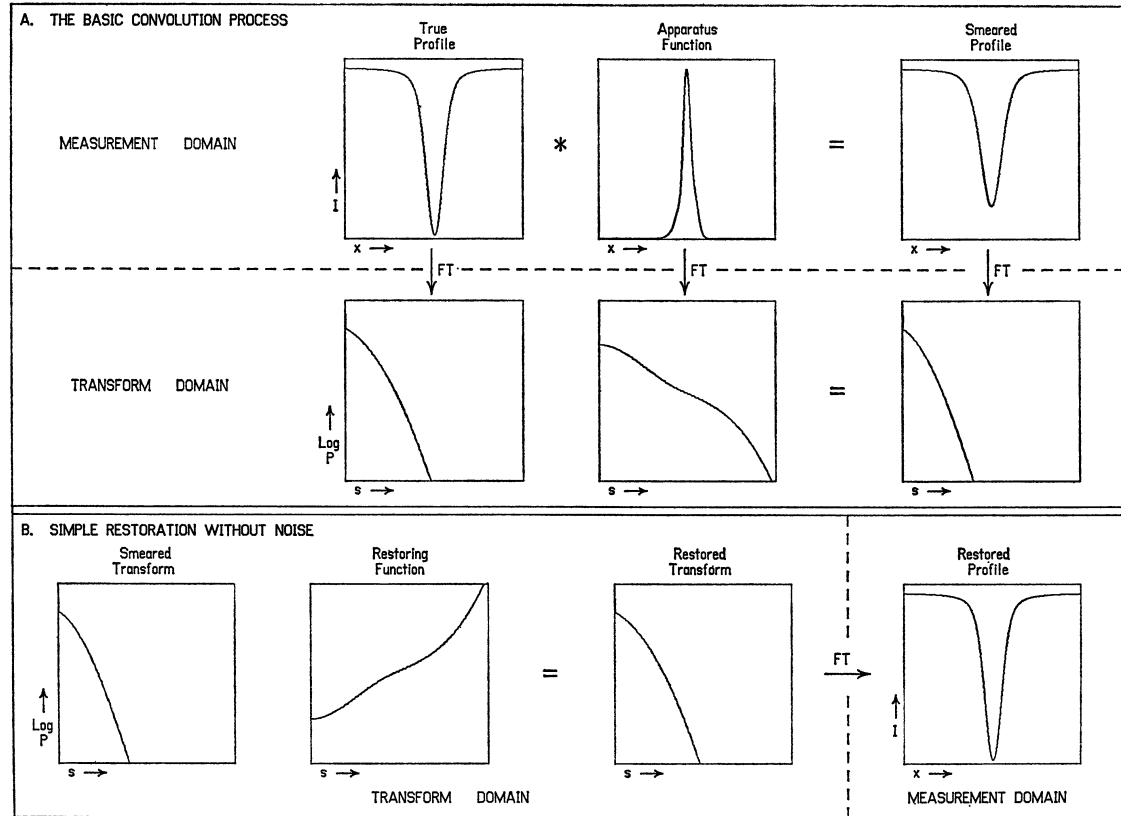 A. THE BASIC CONVOLUTION PROCESS
True
Profile
Apparatus
Function
Smeared
Profile
MEASUREMENT DOMAIN
*
=
I
x
x
x
FT
FT
FT
TRANSFORM DOMAIN
=
Log
P
s
s
s
B. SIMPLE RESTORATION WITHOUT NOISE
Smeared
Transform
Restoring
Function
Restored
Transform
Restored
Profile
=
FT
Log
P
I
s
s
s
x
TRANSFORM DOMAIN
MEASUREMENT DOMAIN